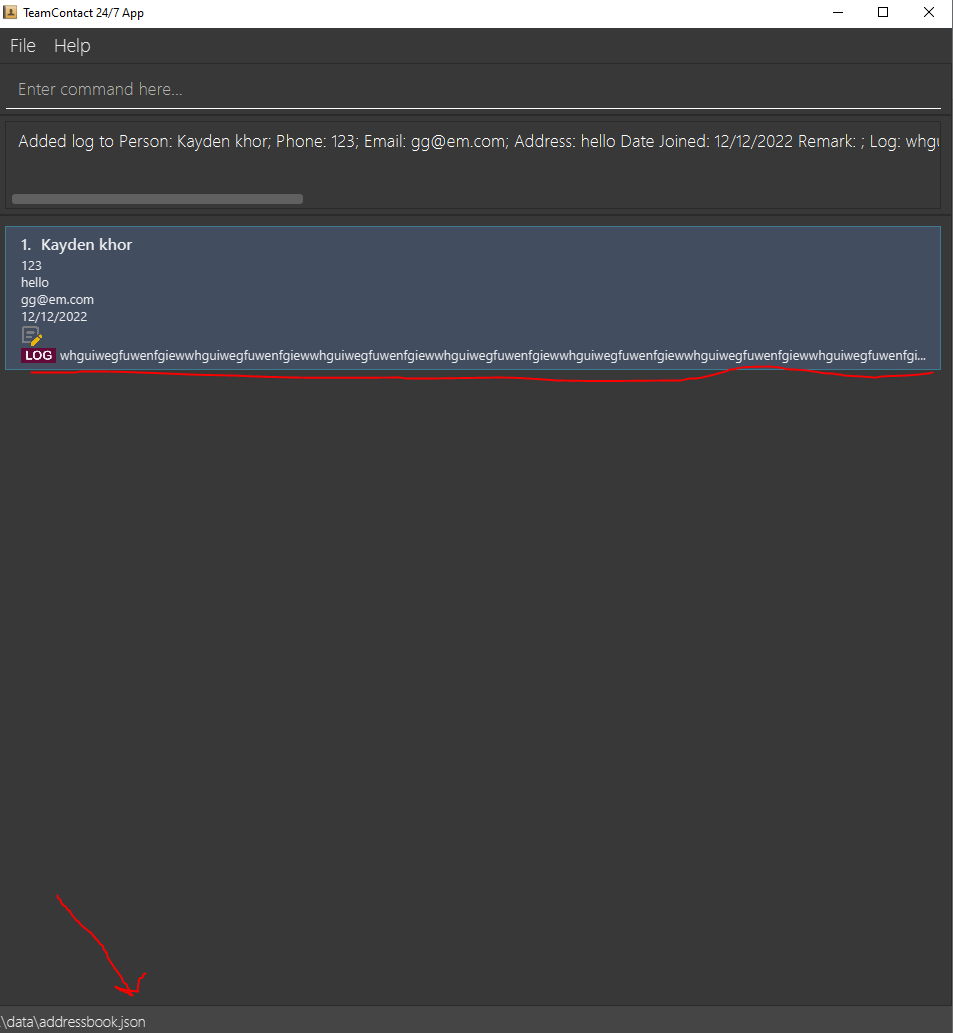 TeamContact 24/7 App
File Help
Enter command here...
Added log to Person: Kayden khor; Phone: 123; Email: gg@em.com; Address: hello Date Joined: 12/12/2022 Remark: ; Log: whgu
1. Kayden khor
123
hello
gg@em.com
12/12/2022
LOG whguiwegfuwenfgiewwhguiwegfuwenfgiewwhguiwegfuwenfgiewwhguiwegfuwenfgiewwhguiwegfuwenfgiewwhguiwegfuwenfgiewwhguiwegfuwenfgi...
.\data\addressbook.json